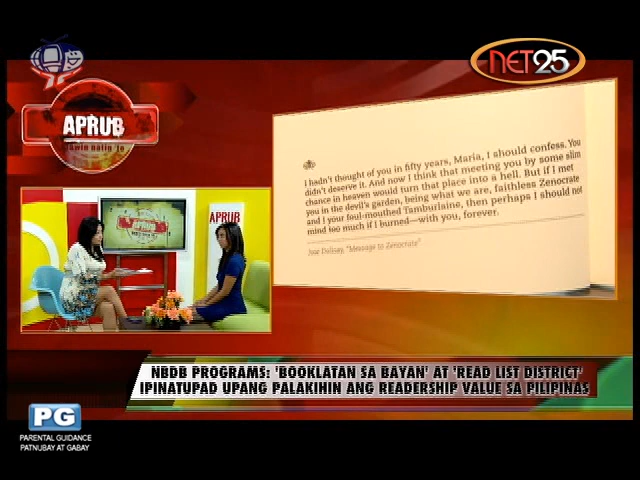 NET25
APRUB
APRUB
I hadn't thought of you in fifty years, Maria, I should confess. You
didn't deserve it. And now I think that meeting you by some slim
chance in heaven would turn that place into a hell. But if I met
you in the devil's garden, being what we are, faithless Zenocrate
and I your foul-mouthed Tamburlaine, then perhaps I should not
mind too much if I burned—with you, forever.
Jose Dalisay, "Message to Zenocrate"
NBDB PROGRAMS: 'BOOKLATAN SA BAYAN' AT 'READ LIST DISTRICT'
IPINATUPAD UPANG PALAKIHIN ANG READERSHIP VALUE SA PILIPINAS
PG
PARENTAL GUIDANCE
PATNUBAY AT GABAY